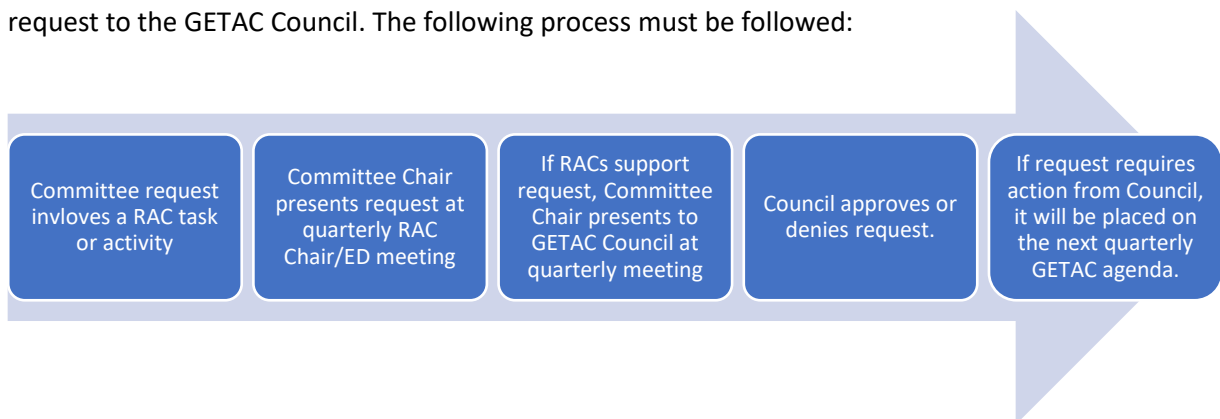 request to the GETAC Council. The following process must be followed:
Committee request
invloves a RAC task
or activity
Committee Chair
presents request at
quarterly RAC
Chair/ED meeting
If RACs support
request, Committee
Chair presents to
GETAC Council at
quarterly meeting
Council approves or
denies request.
If request requires
action from Council,
it will be placed on
the next quarterly
GETAC agenda.